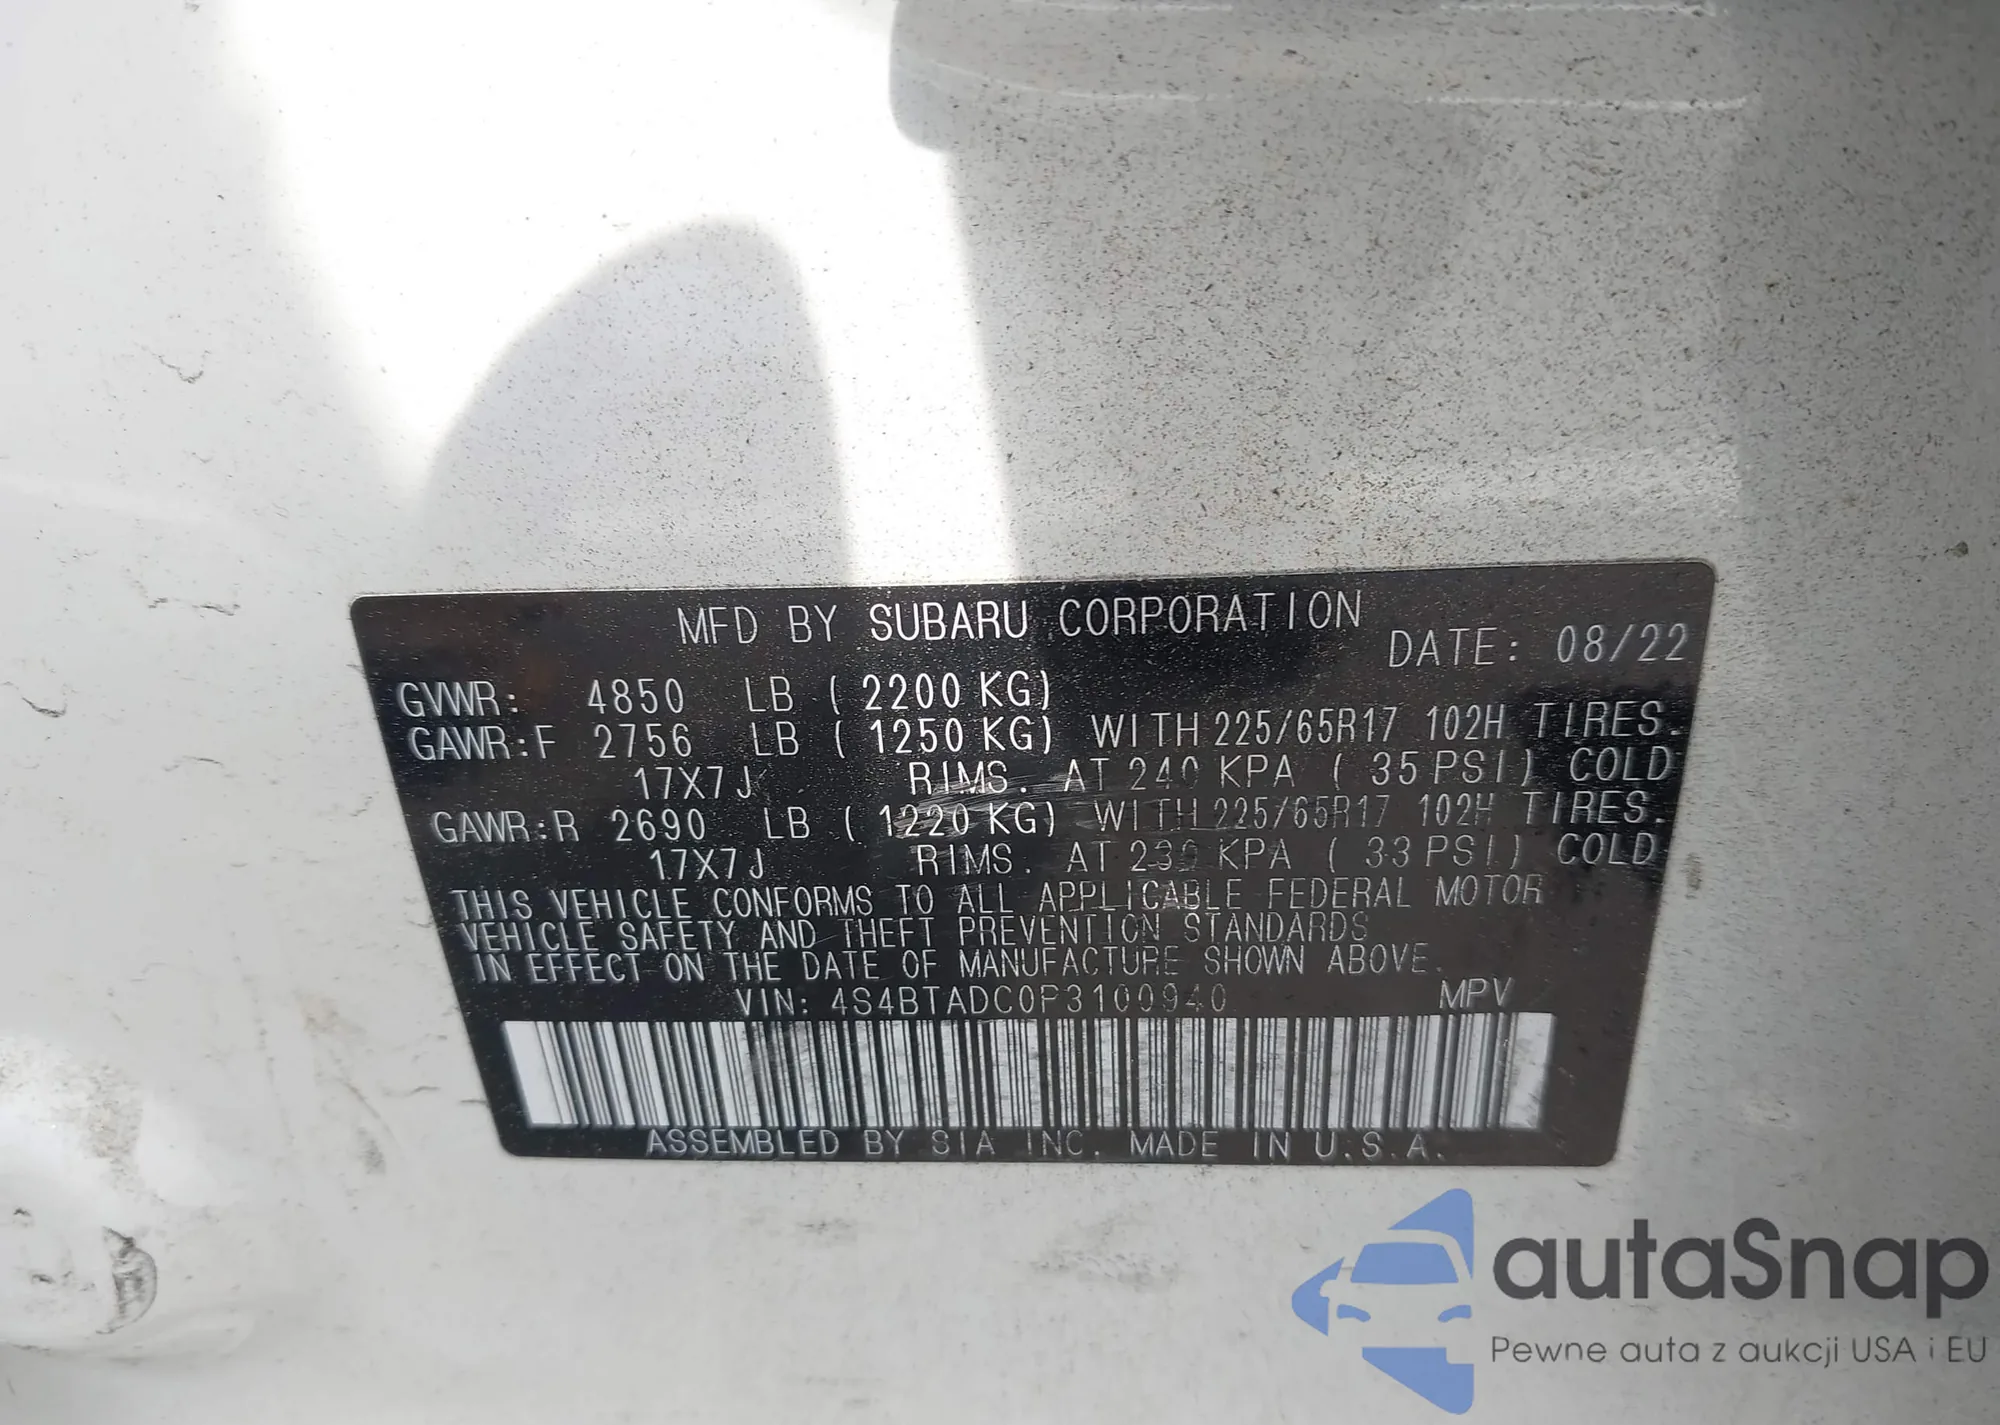 MFD BY SUBARU CORPORATION
DATE: 08/22
GVWR: 4850 LB ( 2200 KG)
GAWR:F 2756 LB ( 1250 KG) WITH 225/65R17 102H TIRES.
17X7J RIMS. AT 240 KPA ( 35 PSI) COLD
GAWR:R 2690 LB ( 1220 KG) WITH 225/65R17 102H TIRES.
17X7J RIMS. AT 230 KPA ( 33 PSI) COLD
THIS VEHICLE CONFORMS TO ALL APPLICABLE FEDERAL MOTOR
VEHICLE SAFETY AND THEFT PREVENTION STANDARDS
IN EFFECT ON THE DATE OF MANUFACTURE SHOWN ABOVE.
VIN: 4S4BTADC0P3100940 MPV
ASSEMBLED BY SIA INC. MADE IN U.S.A.
autaSnap
Pewne auta z aukcji USA i EU